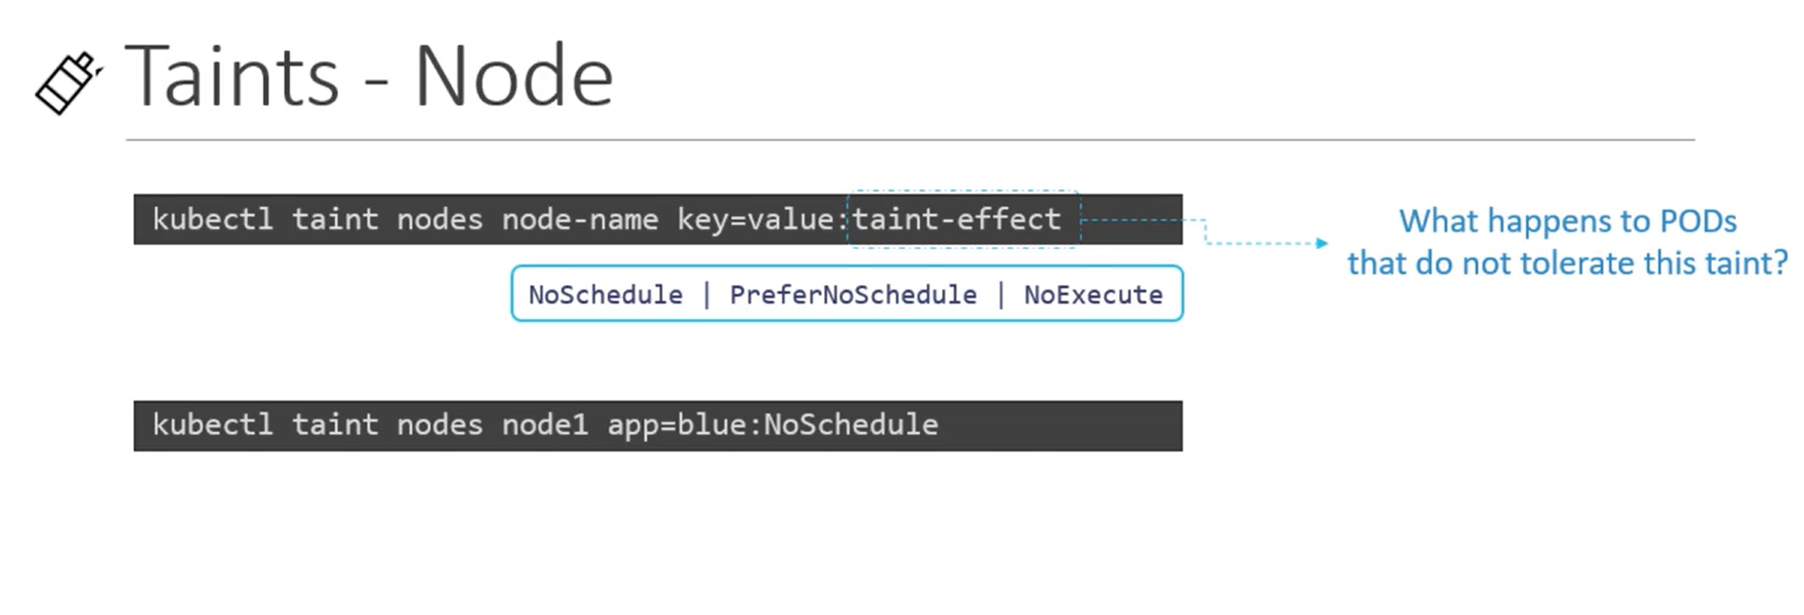 Taints - Node
kubectl taint nodes node-name key=value:taint-effect
What happens to PODs
that do not tolerate this taint?
NoSchedule | PreferNoSchedule | NoExecute
kubectl taint nodes node1 app=blue:NoSchedule